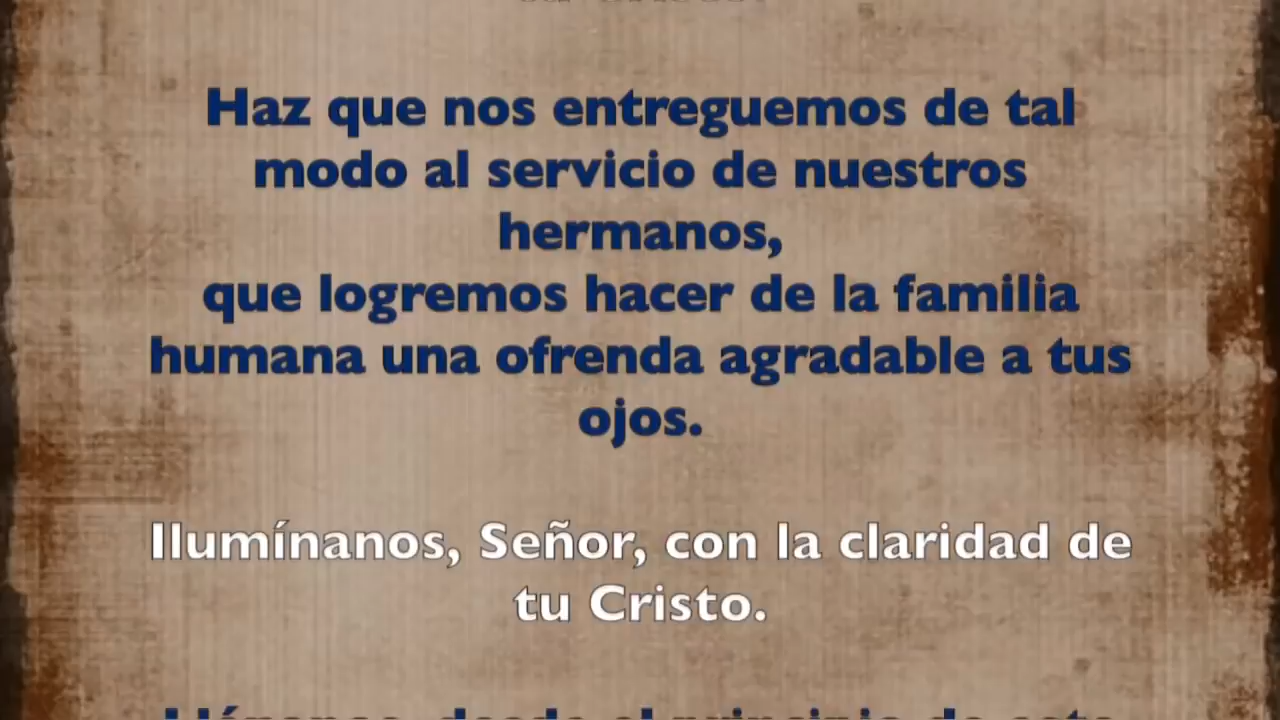 Haz que nos entreguemos de tal
modo al servicio de nuestros
hermanos,
que logremos hacer de la familia
humana una ofrenda agradable a tus
ojos.
Ilumínanos, Señor, con la claridad de
tu Cristo.